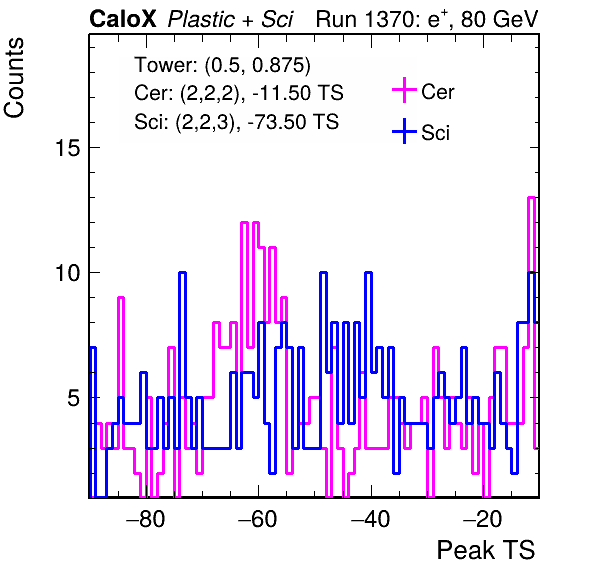 CaloX Plastic + Sci Run 1370: e+, 80 GeV
Counts
Tower: (0.5, 0.875)
Cer: (2,2,2), -11.50 TS
Sci: (2,2,3), -73.50 TS
Cer
Sci
15
10
5
−80 −60 −40 −20
Peak TS